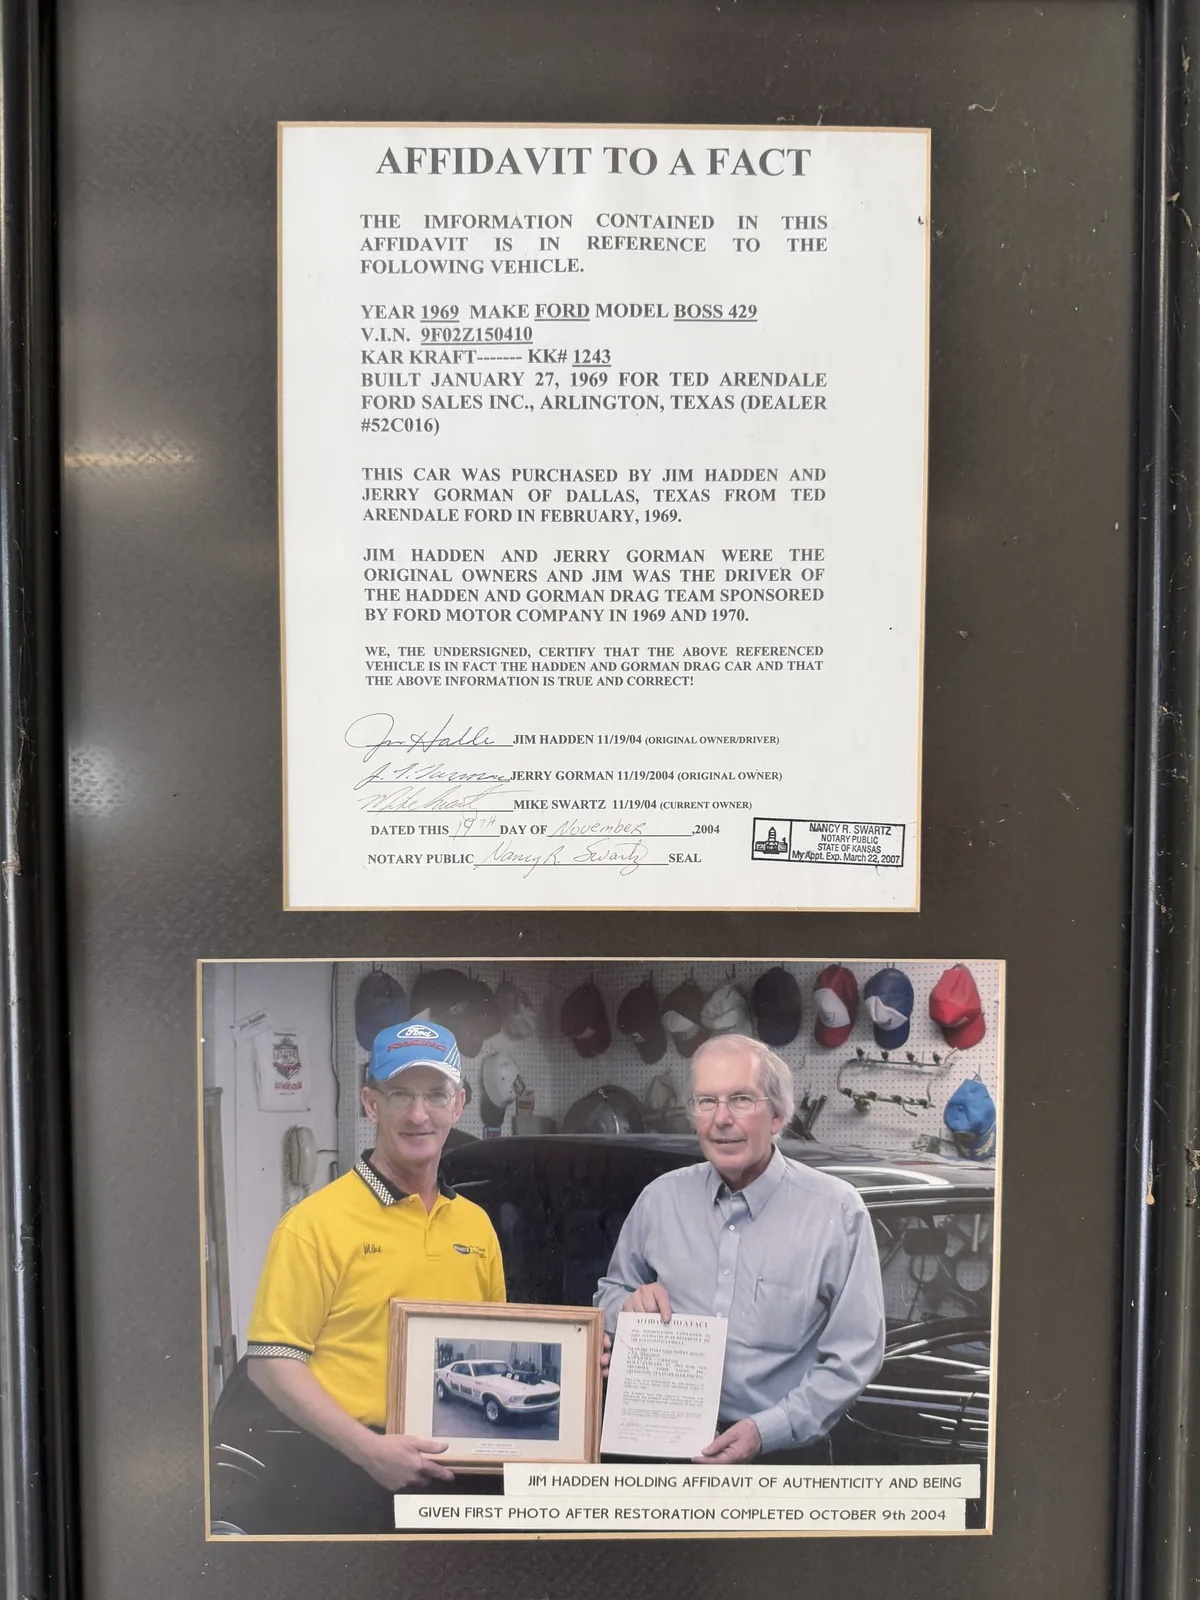 AFFIDAVIT TO A FACT
THE IMFORMATION CONTAINED IN THIS
AFFIDAVIT IS IN REFERENCE TO THE
FOLLOWING VEHICLE.
YEAR 1969 MAKE FORD MODEL BOSS 429
V.I.N. 9F02Z150410
KAR KRAFT------- KK# 1243
BUILT JANUARY 27, 1969 FOR TED ARENDALE
FORD SALES INC., ARLINGTON, TEXAS (DEALER
#52C016)
THIS CAR WAS PURCHASED BY JIM HADDEN AND
JERRY GORMAN OF DALLAS, TEXAS FROM TED
ARENDALE FORD IN FEBRUARY, 1969.
JIM HADDEN AND JERRY GORMAN WERE THE
ORIGINAL OWNERS AND JIM WAS THE DRIVER OF
THE HADDEN AND GORMAN DRAG TEAM SPONSORED
BY FORD MOTOR COMPANY IN 1969 AND 1970.
WE, THE UNDERSIGNED, CERTIFY THAT THE ABOVE REFERENCED
VEHICLE IS IN FACT THE HADDEN AND GORMAN DRAG CAR AND THAT
THE ABOVE INFORMATION IS TRUE AND CORRECT!
JIM HADDEN 11/19/04 (ORIGINAL OWNER/DRIVER)
JERRY GORMAN 11/19/2004 (ORIGINAL OWNER)
MIKE SWARTZ 11/19/04 (CURRENT OWNER)
DATED THIS 19TH DAY OF November ,2004
NOTARY PUBLIC Nancy R. Swartz SEAL
NANCY R. SWARTZ
NOTARY PUBLIC
STATE OF KANSAS
My Appt. Exp. March 22, 2007
Ford
RACING
Mike
AFFIDAVIT TO A FACT
JIM HADDEN HOLDING AFFIDAVIT OF AUTHENTICITY AND BEING
GIVEN FIRST PHOTO AFTER RESTORATION COMPLETED OCTOBER 9th 2004